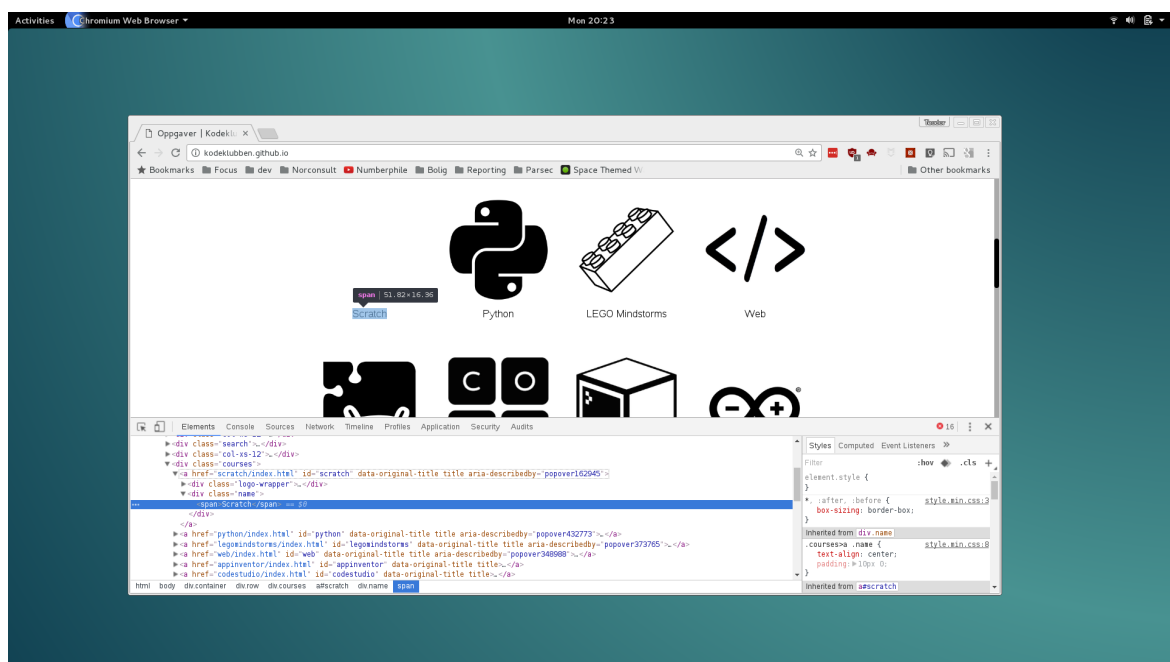 Activities Chromium Web Browser Mon 20:23
Oppgaver | Kodeklu
kodeklubben.github.io
Bookmarks Focus dev Norconsult Numberphile Bolig Reporting Parsec Space Themed W Other bookmarks
span 51.82×16.36
Scratch Python LEGO Mindstorms Web
C O
Elements Console Sources Network Timeline Profiles Application Security Audits 16
<div class="search">…</div>
<div class="col-xs-12">…</div>
<div class="courses">
<a href="scratch/index.html" id="scratch" data-original-title title aria-describedby="popover162945">
<div class="logo-wrapper">…</div>
<div class="name">
<span>Scratch</span> == $0
</div>
</a>
<a href="python/index.html" id="python" data-original-title title aria-describedby="popover432773">…</a>
<a href="legomindstorms/index.html" id="legomindstorms" data-original-title title aria-describedby="popover373765">…</a>
<a href="web/index.html" id="web" data-original-title title aria-describedby="popover348988">…</a>
<a href="appinventor/index.html" id="appinventor" data-original-title title>…</a>
<a href="codestudio/index.html" id="codestudio" data-original-title title>…</a>
html body div.container div.row div.courses a#scratch div.name span
Styles Computed Event Listeners »
Filter :hov .cls +
element.style {
}
*, :after, :before { style.min.css:3
box-sizing: border-box;
}
Inherited from div.name
.courses>a .name { style.min.css:8
text-align: center;
padding: 10px 0;
}
Inherited from a#scratch